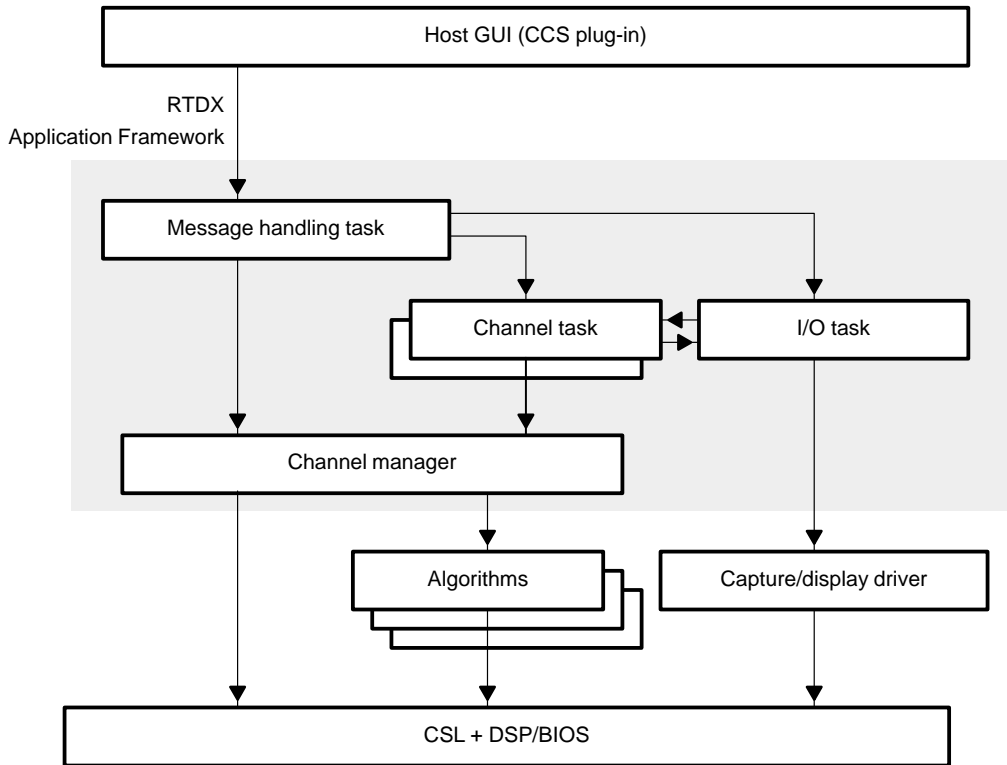 Host GUI (CCS plug-in)
RTDX
Application Framework
Message handling task
Channel task
I/O task
Channel manager
Algorithms
Capture/display driver
CSL + DSP/BIOS